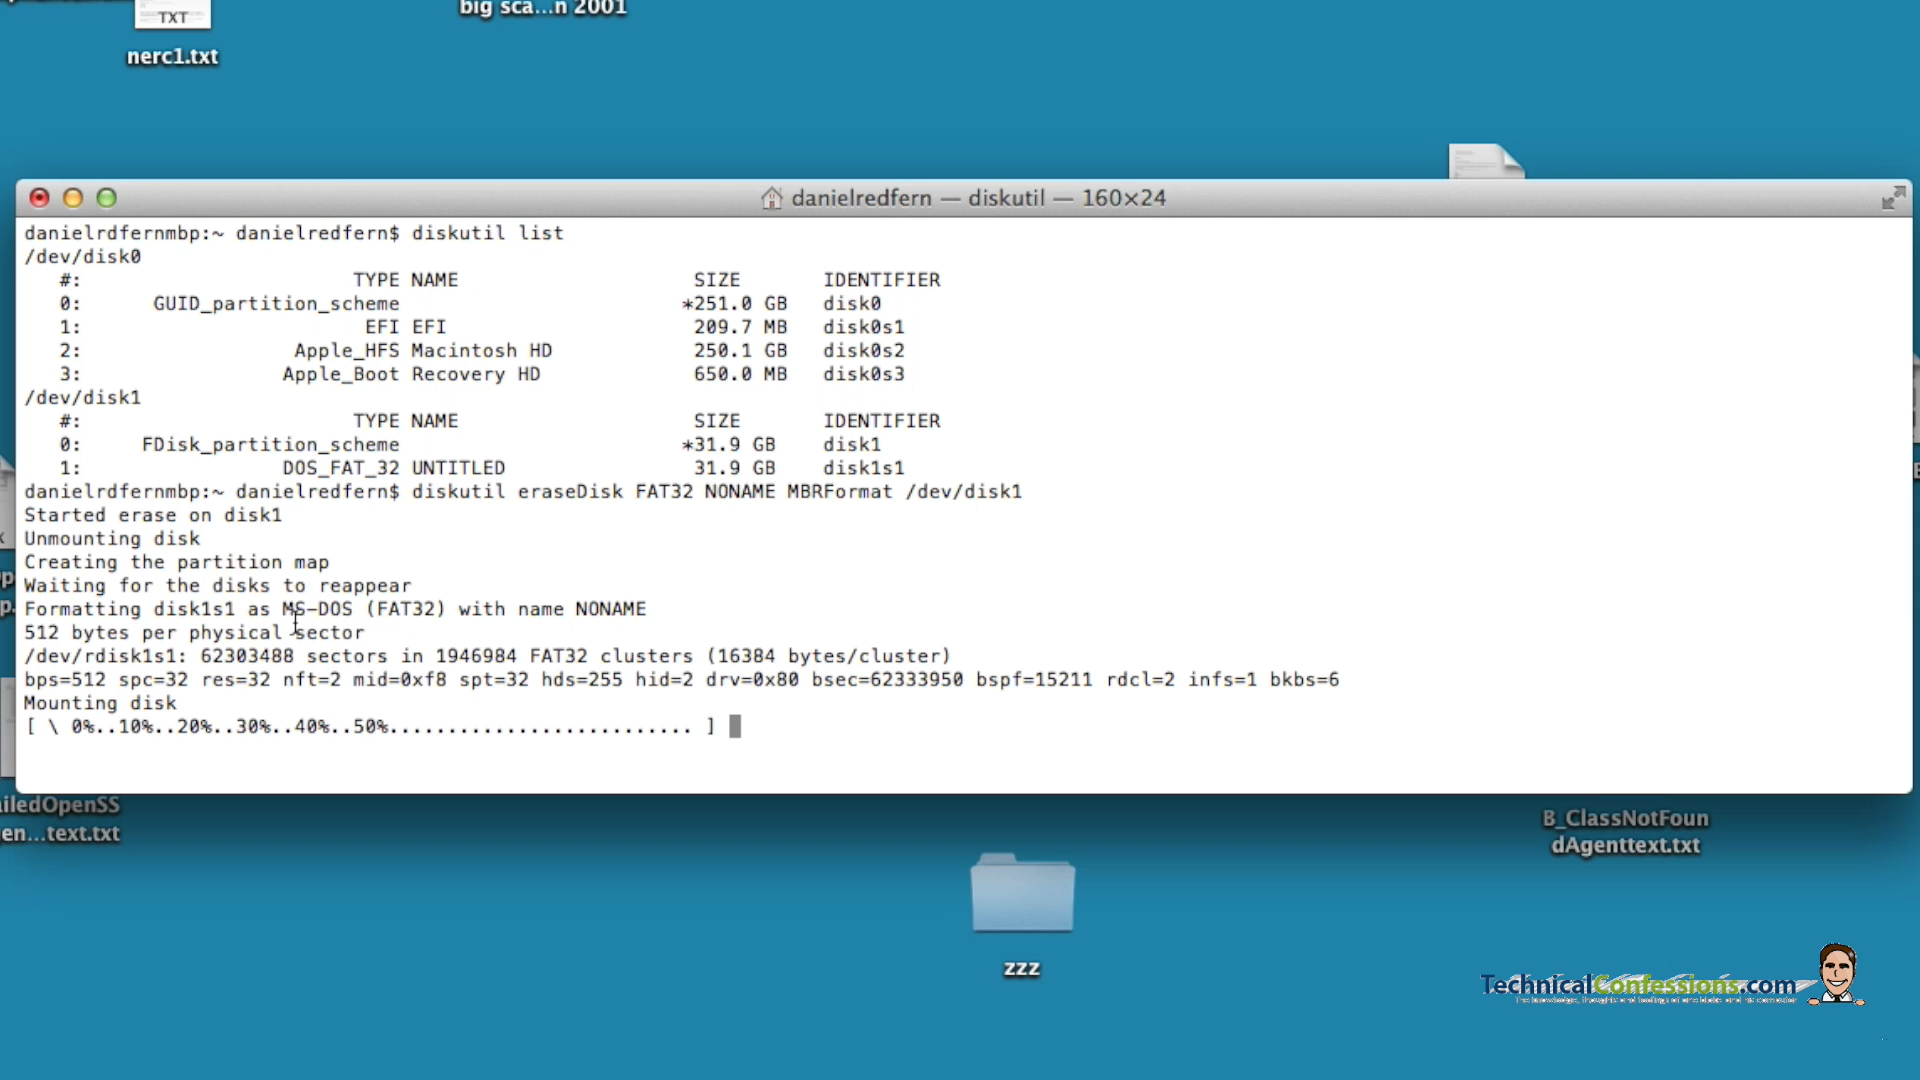 big sca...n 2001
TXT
nerc1.txt
danielredfern — diskutil — 160×24
danielrdfernmbp:~ danielredfern$ diskutil list
/dev/disk0
#: TYPE NAME SIZE IDENTIFIER
0: GUID_partition_scheme *251.0 GB disk0
1: EFI EFI 209.7 MB disk0s1
2: Apple_HFS Macintosh HD 250.1 GB disk0s2
3: Apple_Boot Recovery HD 650.0 MB disk0s3
/dev/disk1
#: TYPE NAME SIZE IDENTIFIER
0: FDisk_partition_scheme *31.9 GB disk1
1: DOS_FAT_32 UNTITLED 31.9 GB disk1s1
danielrdfernmbp:~ danielredfern$ diskutil eraseDisk FAT32 NONAME MBRFormat /dev/disk1
Started erase on disk1
Unmounting disk
Creating the partition map
Waiting for the disks to reappear
Formatting disk1s1 as MS-DOS (FAT32) with name NONAME
512 bytes per physical sector
/dev/rdisk1s1: 62303488 sectors in 1946984 FAT32 clusters (16384 bytes/cluster)
bps=512 spc=32 res=32 nft=2 mid=0xf8 spt=32 hds=255 hid=2 drv=0x80 bsec=62333950 bspf=15211 rdcl=2 infs=1 bkbs=6
Mounting disk
[ \ 0%..10%..20%..30%..40%..50%.......................... ]
iledOpenSS
en...text.txt
B_ClassNotFoun
dAgenttext.txt
zzz
TechnicalConfessions.com